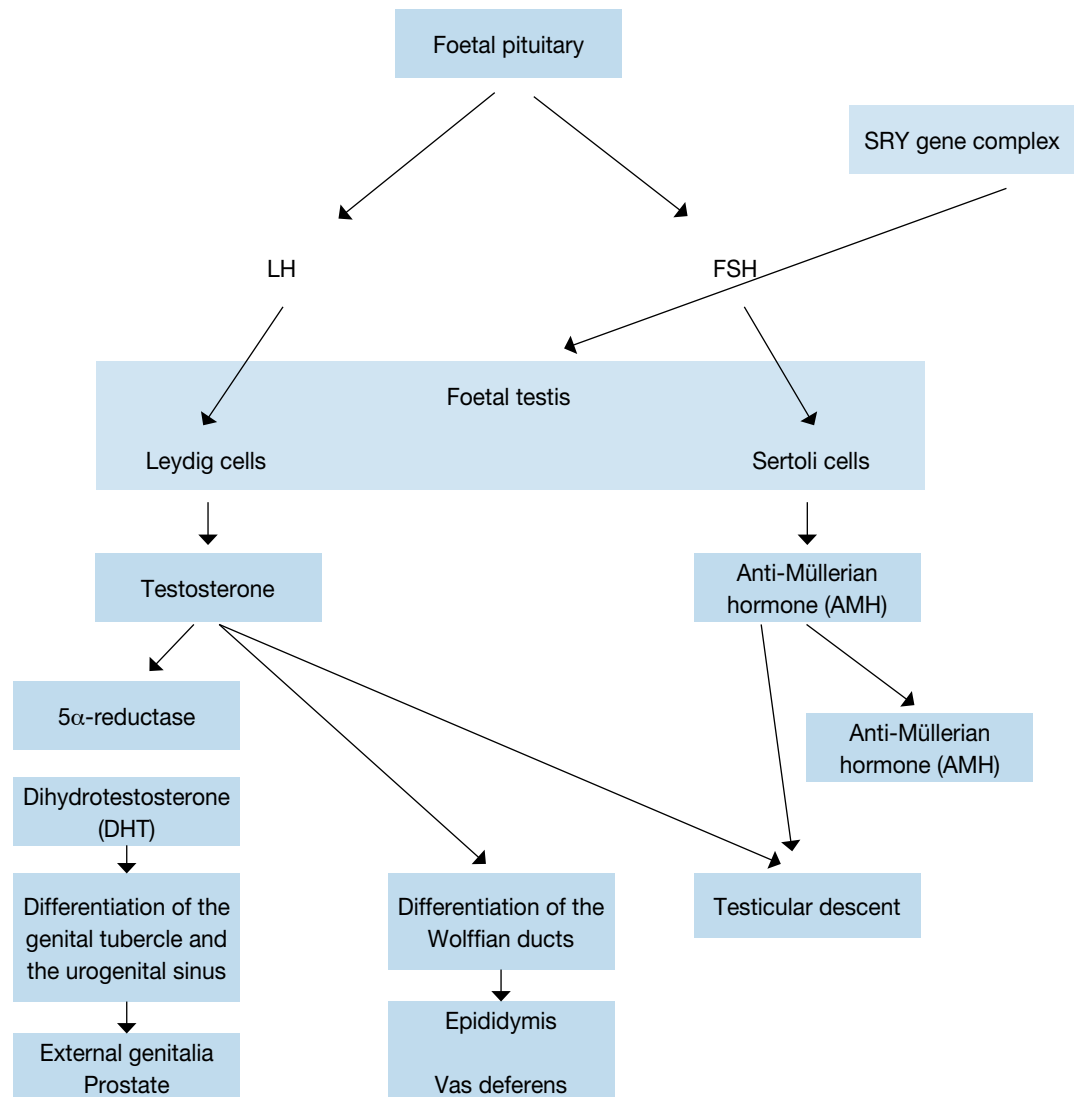 Foetal pituitary
SRY gene complex
LH
FSH
Foetal testis
Leydig cells
Sertoli cells
Testosterone
Anti-Müllerian
hormone (AMH)
5α-reductase
Anti-Müllerian
hormone (AMH)
Dihydrotestosterone
(DHT)
Differentiation of the
genital tubercle and
the urogenital sinus
Differentiation of the
Wolffian ducts
Testicular descent
External genitalia
Prostate
Epididymis
Vas deferens